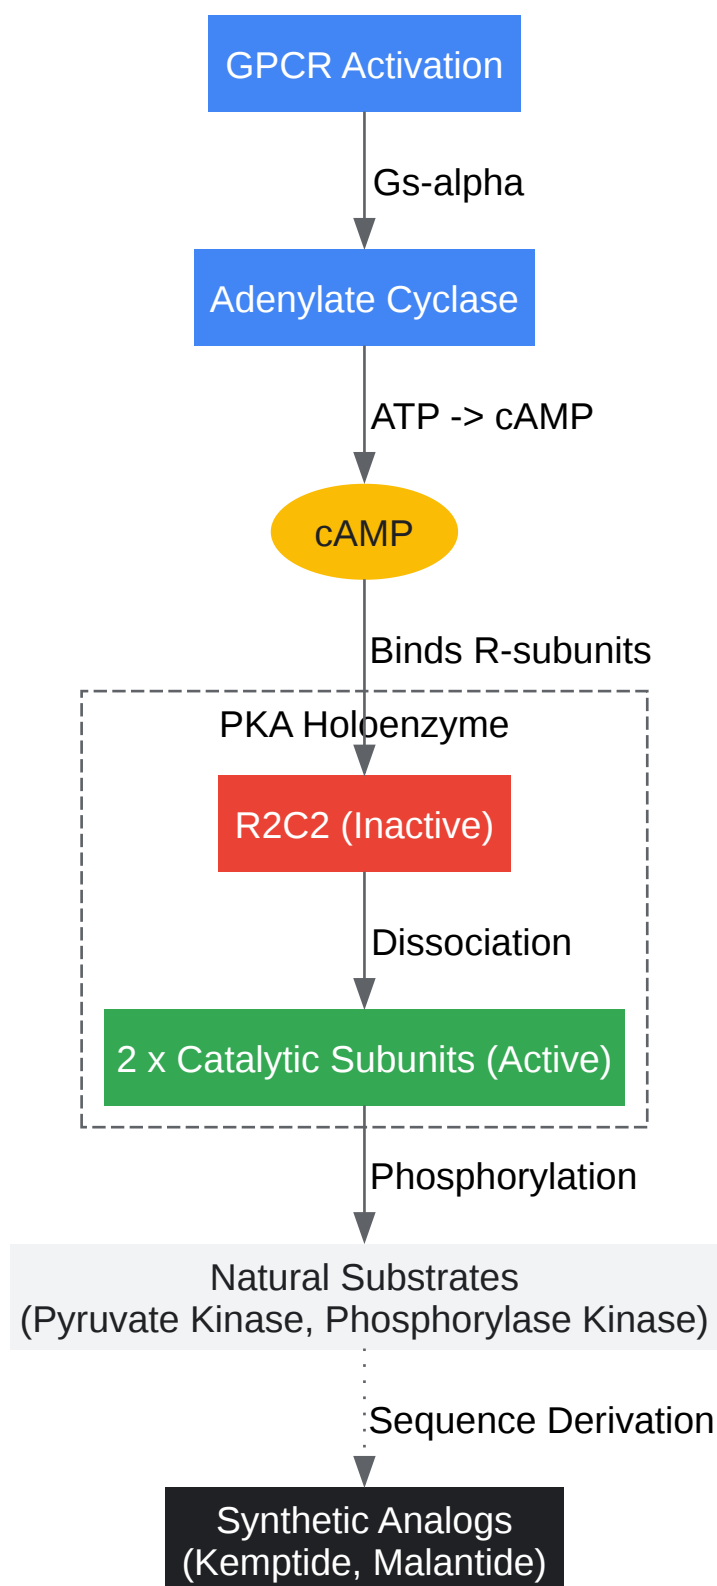 GPCR Activation
Gs-alpha
Adenylate Cyclase
ATP -> cAMP
cAMP
Binds R-subunits
PKA Holoenzyme
R2C2 (Inactive)
Dissociation
2 x Catalytic Subunits (Active)
Phosphorylation
Natural Substrates
(Pyruvate Kinase, Phosphorylase Kinase)
Sequence Derivation
Synthetic Analogs
(Kemptide, Malantide)